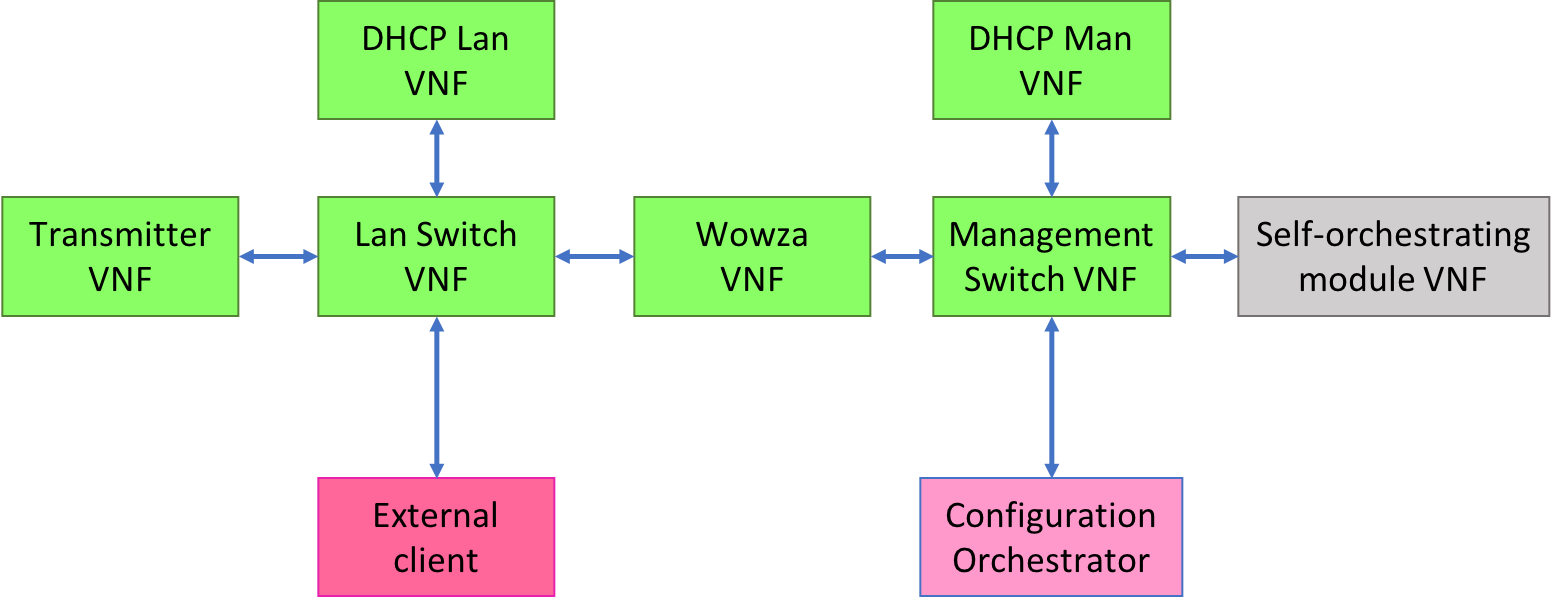 DHCP Lan
VNF
DHCP Man
VNF
Transmitter
VNF
Lan Switch
VNF
Wowza
VNF
Management
Switch VNF
Self-orchestrating
module VNF
External
client
Configuration
Orchestrator